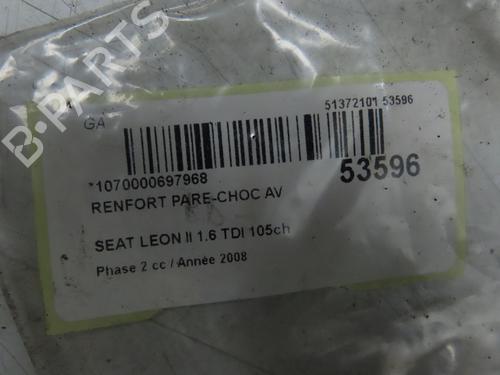 B-PARTS
GA
51372101 53596
*1070000697968
53596
RENFORT PARE-CHOC AV
SEAT LEON II 1.6 TDI 105ch
Phase 2 cc / Année 2008